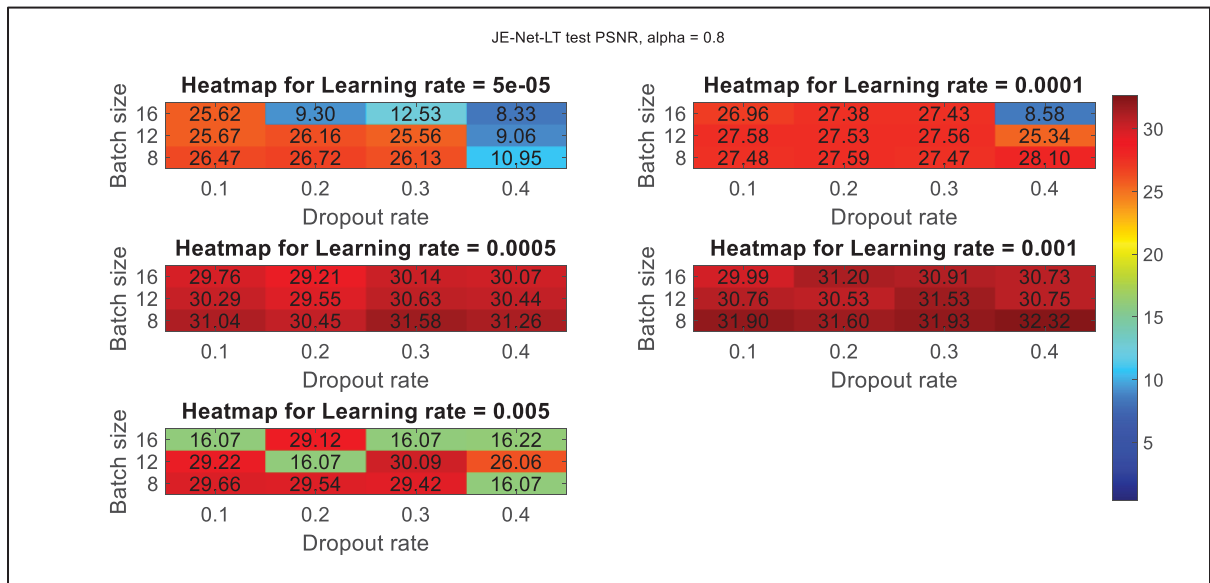 JE-Net-LT test PSNR, alpha = 0.8
Heatmap for Learning rate = 5e-05
Batch size
16 25.62 9.30 12.53 8.33
12 25.67 26.16 25.56 9.06
8 26.47 26.72 26.13 10.95
0.1 0.2 0.3 0.4
Dropout rate
Heatmap for Learning rate = 0.0001
Batch size
16 26.96 27.38 27.43 8.58
12 27.58 27.53 27.56 25.34
8 27.48 27.59 27.47 28.10
0.1 0.2 0.3 0.4
Dropout rate
Heatmap for Learning rate = 0.0005
Batch size
16 29.76 29.21 30.14 30.07
12 30.29 29.55 30.63 30.44
8 31.04 30.45 31.58 31.26
0.1 0.2 0.3 0.4
Dropout rate
Heatmap for Learning rate = 0.001
Batch size
16 29.99 31.20 30.91 30.73
12 30.76 30.53 31.53 30.75
8 31.90 31.60 31.93 32.32
0.1 0.2 0.3 0.4
Dropout rate
Heatmap for Learning rate = 0.005
Batch size
16 16.07 29.12 16.07 16.22
12 29.22 16.07 30.09 26.06
8 29.66 29.54 29.42 16.07
0.1 0.2 0.3 0.4
Dropout rate
30
25
20
15
10
5